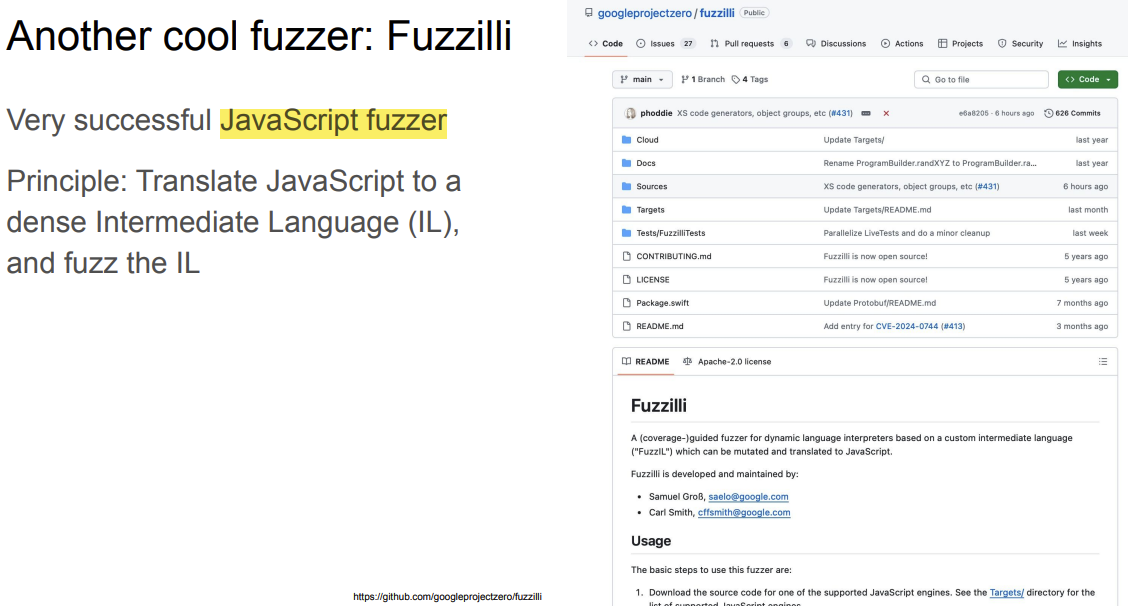 Another cool fuzzer: Fuzzilli
Very successful JavaScript fuzzer
Principle: Translate JavaScript to a
dense Intermediate Language (IL),
and fuzz the IL
https://github.com/googleprojectzero/fuzzilli
googleprojectzero / fuzzilli Public
Code Issues 27 Pull requests 6 Discussions Actions Projects Security Insights
main 1 Branch 4 Tags Go to file Code
phoddie XS code generators, object groups, etc (#431) e6a8205 · 6 hours ago 626 Commits
Cloud Update Targets/ last year
Docs Rename ProgramBuilder.randXYZ to ProgramBuilder.ra... last year
Sources XS code generators, object groups, etc (#431) 6 hours ago
Targets Update Targets/README.md last month
Tests/FuzzilliTests Parallelize LiveTests and do a minor cleanup last week
CONTRIBUTING.md Fuzzilli is now open source! 5 years ago
LICENSE Fuzzilli is now open source! 5 years ago
Package.swift Update Protobuf/README.md 7 months ago
README.md Add entry for CVE-2024-0744 (#413) 3 months ago
README Apache-2.0 license
Fuzzilli
A (coverage-)guided fuzzer for dynamic language interpreters based on a custom intermediate language
("FuzzIL") which can be mutated and translated to JavaScript.
Fuzzilli is developed and maintained by:
• Samuel Groß, saelo@google.com
• Carl Smith, cffsmith@google.com
Usage
The basic steps to use this fuzzer are:
1. Download the source code for one of the supported JavaScript engines. See the Targets/ directory for the
list of supported JavaScript engines.